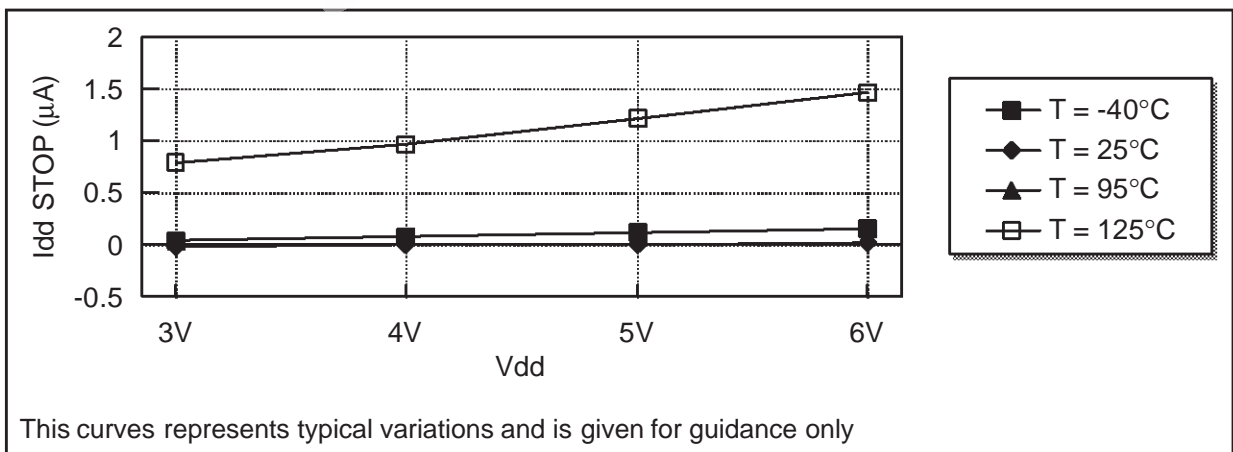 2
1.5
1
0.5
0
-0.5
Idd STOP (µA)
3V 4V 5V 6V
Vdd
T = -40°C
T = 25°C
T = 95°C
T = 125°C
This curves represents typical variations and is given for guidance only